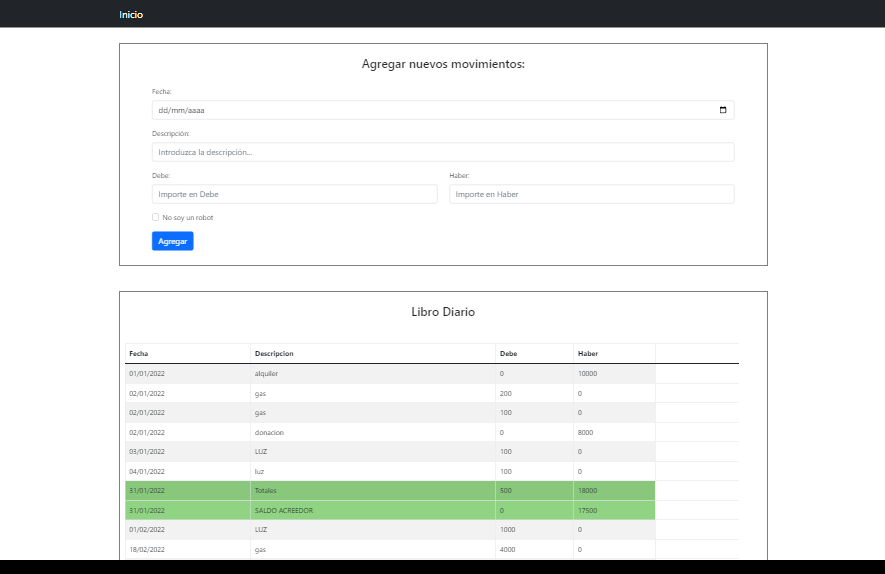 Inicio
Agregar nuevos movimientos:
Fecha:
dd/mm/aaaa
Descripción:
Introduzca la descripción...
Debe: Haber:
Importe en Debe Importe en Haber
No soy un robot
Agregar
Libro Diario
Fecha Descripcion Debe Haber
01/01/2022 alquiler 0 10000
02/01/2022 gas 200 0
02/01/2022 gas 100 0
02/01/2022 donacion 0 8000
03/01/2022 LUZ 100 0
04/01/2022 luz 100 0
31/01/2022 Totales 500 18000
31/01/2022 SALDO ACREEDOR 0 17500
01/02/2022 LUZ 1000 0
18/02/2022 gas 4000 0